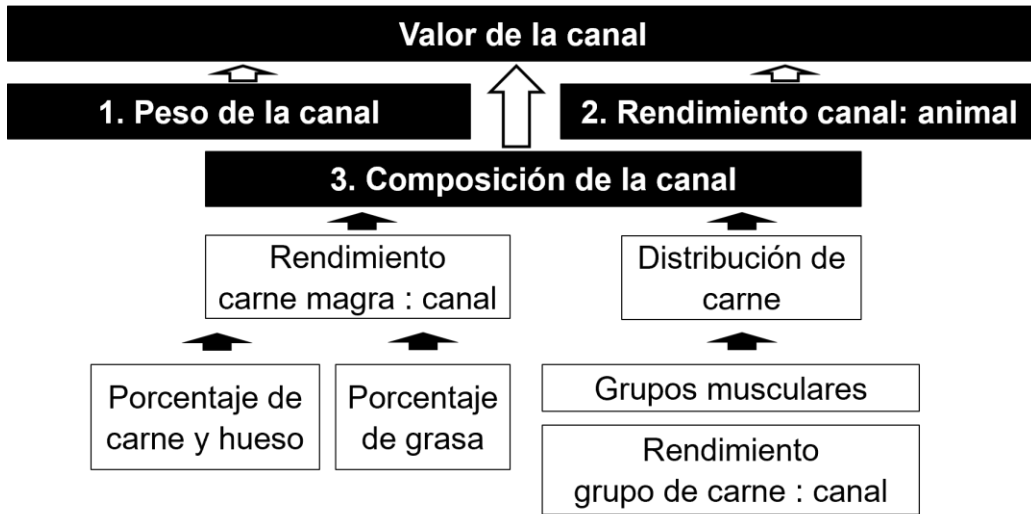 Valor de la canal
1. Peso de la canal
2. Rendimiento canal: animal
3. Composición de la canal
Rendimiento
carne magra : canal
Distribución de
carne
Porcentaje de
carne y hueso
Porcentaje
de grasa
Grupos musculares
Rendimiento
grupo de carne : canal